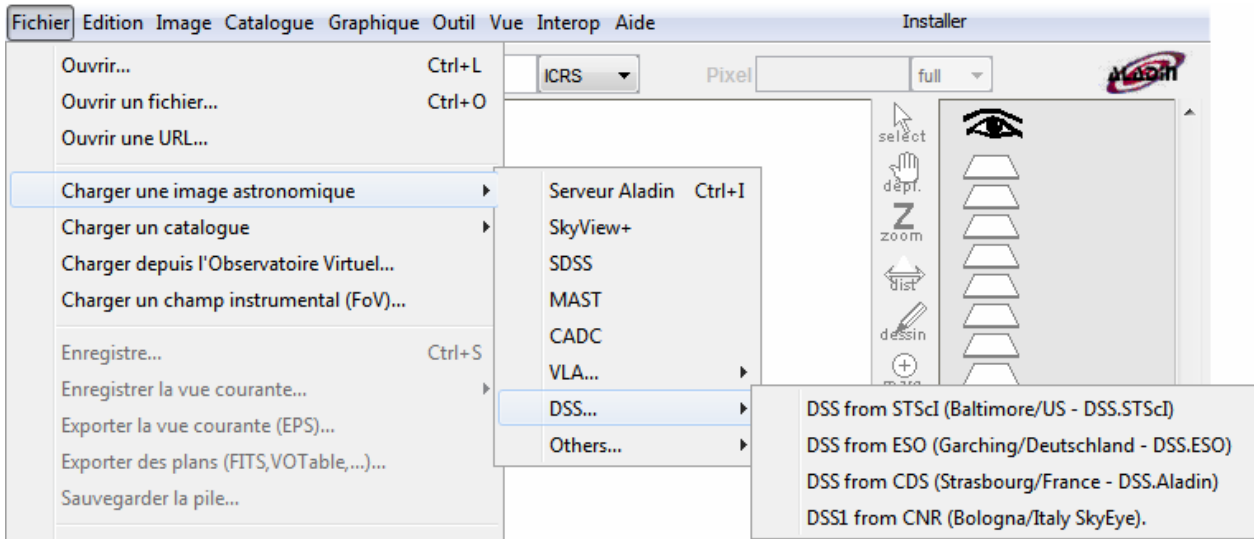 Fichier Edition Image Catalogue Graphique Outil Vue Interop Aide Installer
Ouvrir... Ctrl+L
Ouvrir un fichier... Ctrl+O
Ouvrir une URL...
ICRS Pixel full
ALADIN
select
dépl.
zoom
dist
dessin
Charger une image astronomique
Charger un catalogue
Charger depuis l'Observatoire Virtuel...
Charger un champ instrumental (FoV)...
Enregistre... Ctrl+S
Enregistrer la vue courante...
Exporter la vue courante (EPS)...
Exporter des plans (FITS,VOTable,...)...
Sauvegarder la pile...
Serveur Aladin Ctrl+I
SkyView+
SDSS
MAST
CADC
VLA...
DSS...
Others...
DSS from STScI (Baltimore/US - DSS.STScI)
DSS from ESO (Garching/Deutschland - DSS.ESO)
DSS from CDS (Strasbourg/France - DSS.Aladin)
DSS1 from CNR (Bologna/Italy SkyEye).